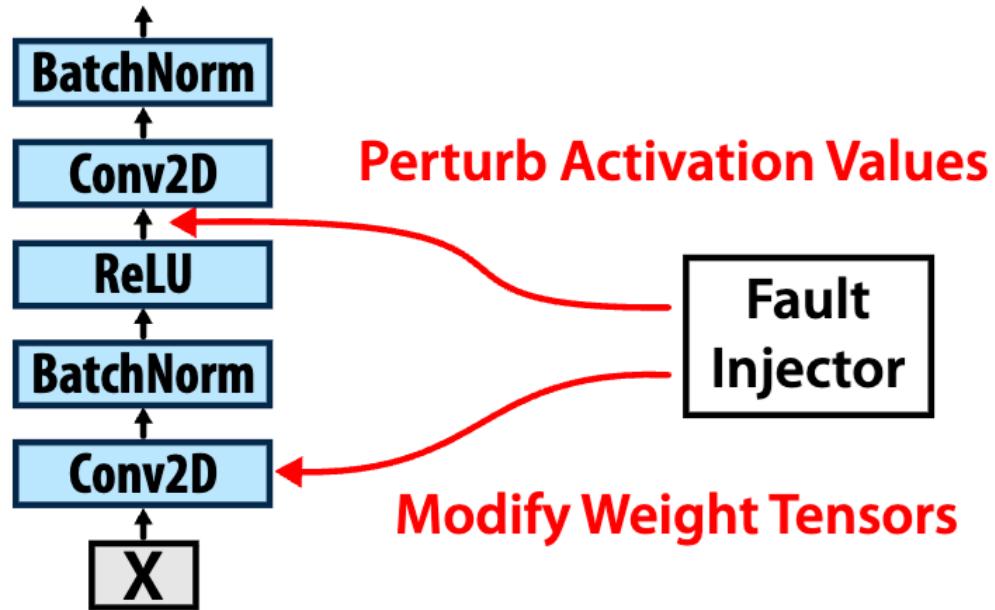 BatchNorm
Conv2D
Perturb Activation Values
ReLU
Fault
Injector
BatchNorm
Conv2D
Modify Weight Tensors
X